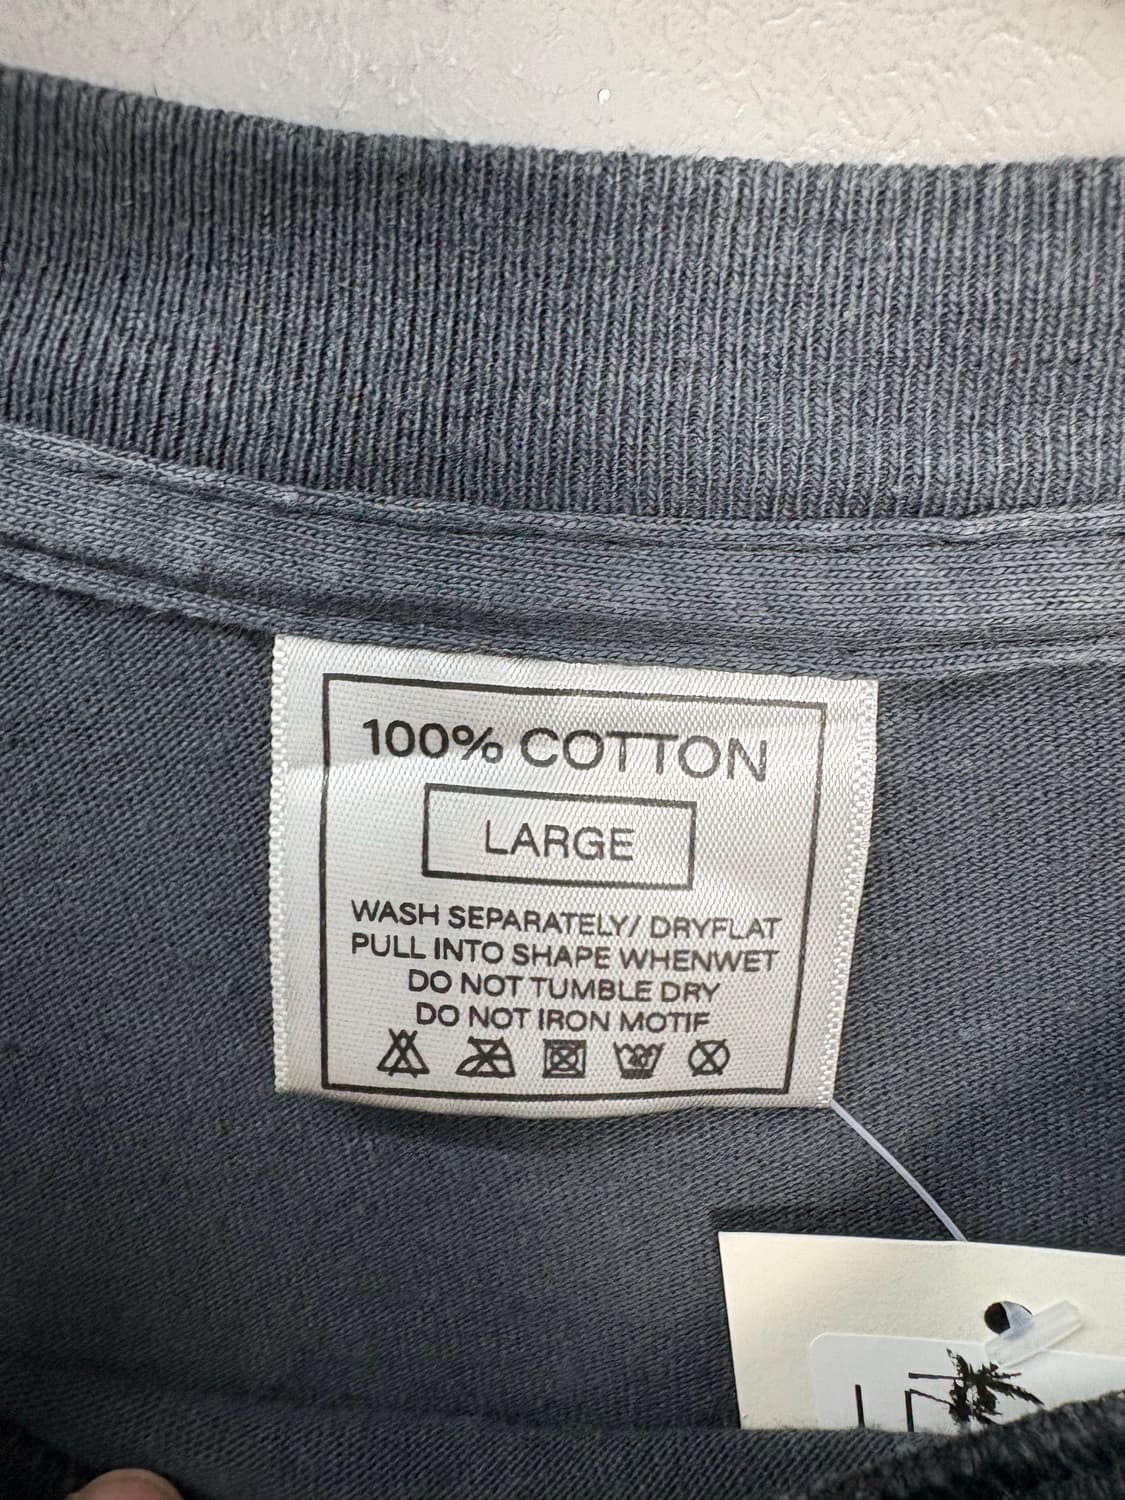 100% COTTON
LARGE
WASH SEPARATELY/ DRYFLAT
PULL INTO SHAPE WHENWET
DO NOT TUMBLE DRY
DO NOT IRON MOTIF